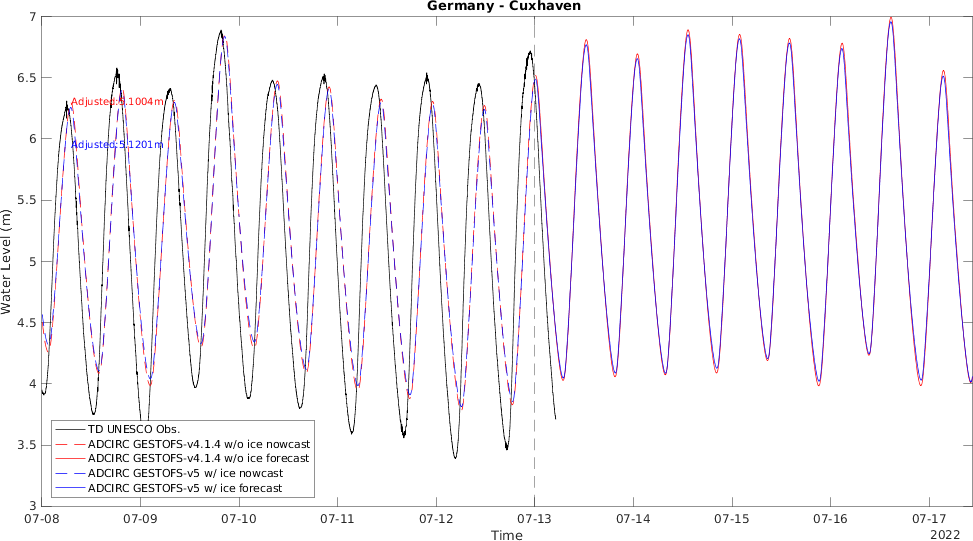 Germany - Cuxhaven
7
6.5
6
5.5
5
4.5
4
3.5
3
Water Level (m)
Adjusted:5.1004m
Adjusted:5.1201m
TD UNESCO Obs.
ADCIRC GESTOFS-v4.1.4 w/o ice nowcast
ADCIRC GESTOFS-v4.1.4 w/o ice forecast
ADCIRC GESTOFS-v5 w/ ice nowcast
ADCIRC GESTOFS-v5 w/ ice forecast
07-08 07-09 07-10 07-11 07-12 07-13 07-14 07-15 07-16 07-17
Time
2022